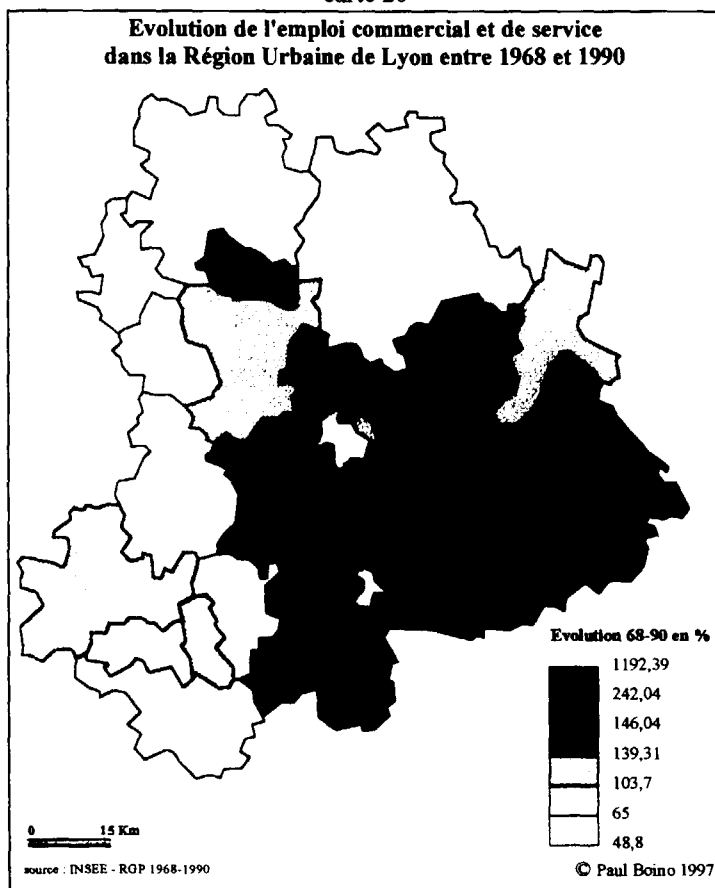 carte 20
Evolution de l'emploi commercial et de service
dans la Région Urbaine de Lyon entre 1968 et 1990
Evolution 68-90 en %
1192,39
242,04
146,04
139,31
103,7
65
48,8
0 15 Km
source : INSEE - RGP 1968-1990
© Paul Boino 1997